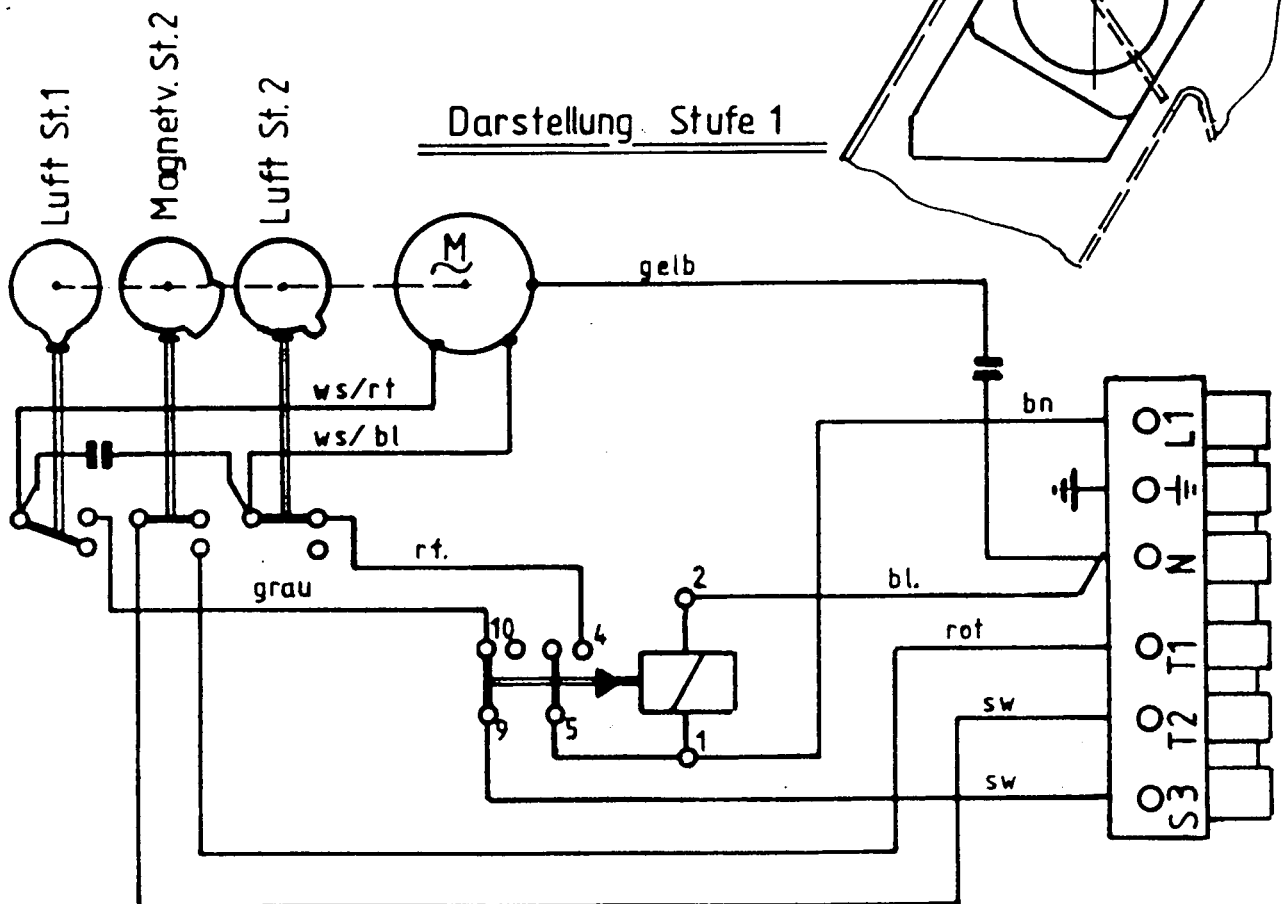 Luft St.1
Magnetv. St.2
Luft St. 2
Darstellung Stufe 1
M
gelb
ws/rt
bn
L1
ws/bl
N
rt.
2
bl.
grau
10
4
rot
T1
sw
T2
9
5
1
sw
S3